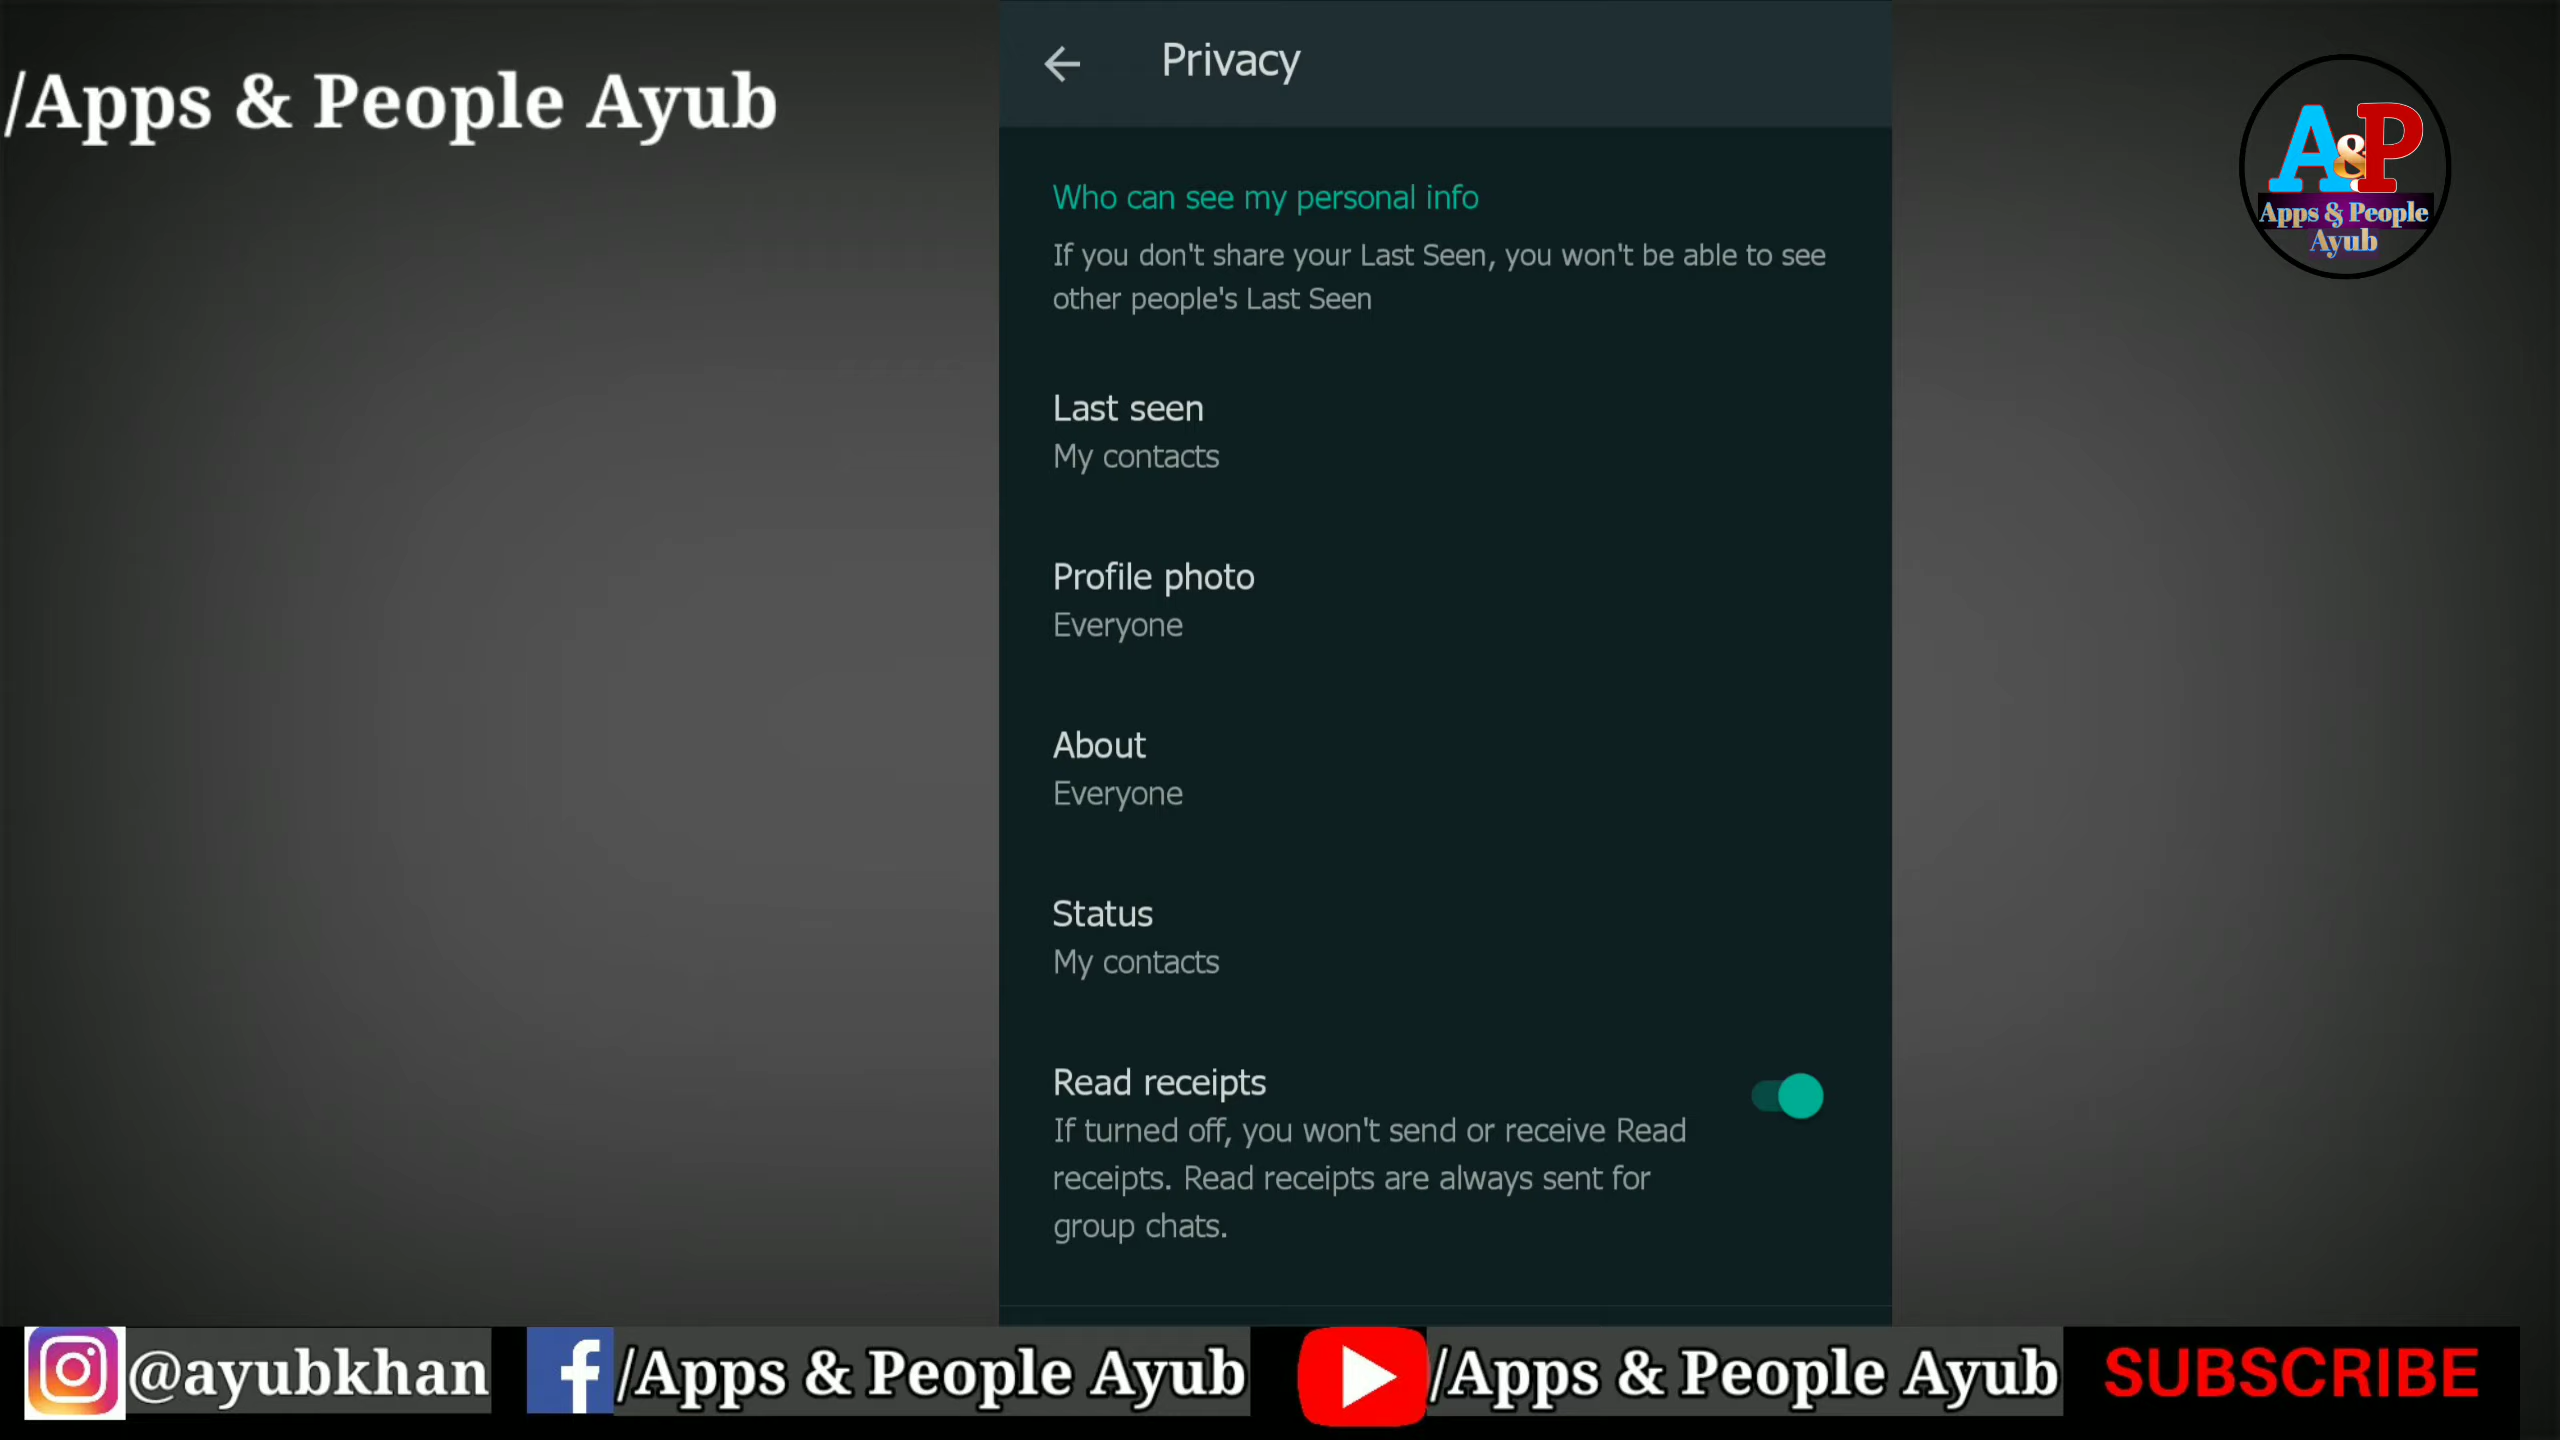 /Apps & People Ayub
Privacy
Who can see my personal info
If you don't share your Last Seen, you won't be able to see
other people's Last Seen
Last seen
My contacts
Profile photo
Everyone
About
Everyone
Status
My contacts
Read receipts
If turned off, you won't send or receive Read
receipts. Read receipts are always sent for
group chats.
A&P
Apps & People
Ayub
@ayubkhan
f/Apps & People Ayub
/Apps & People Ayub
SUBSCRIBE